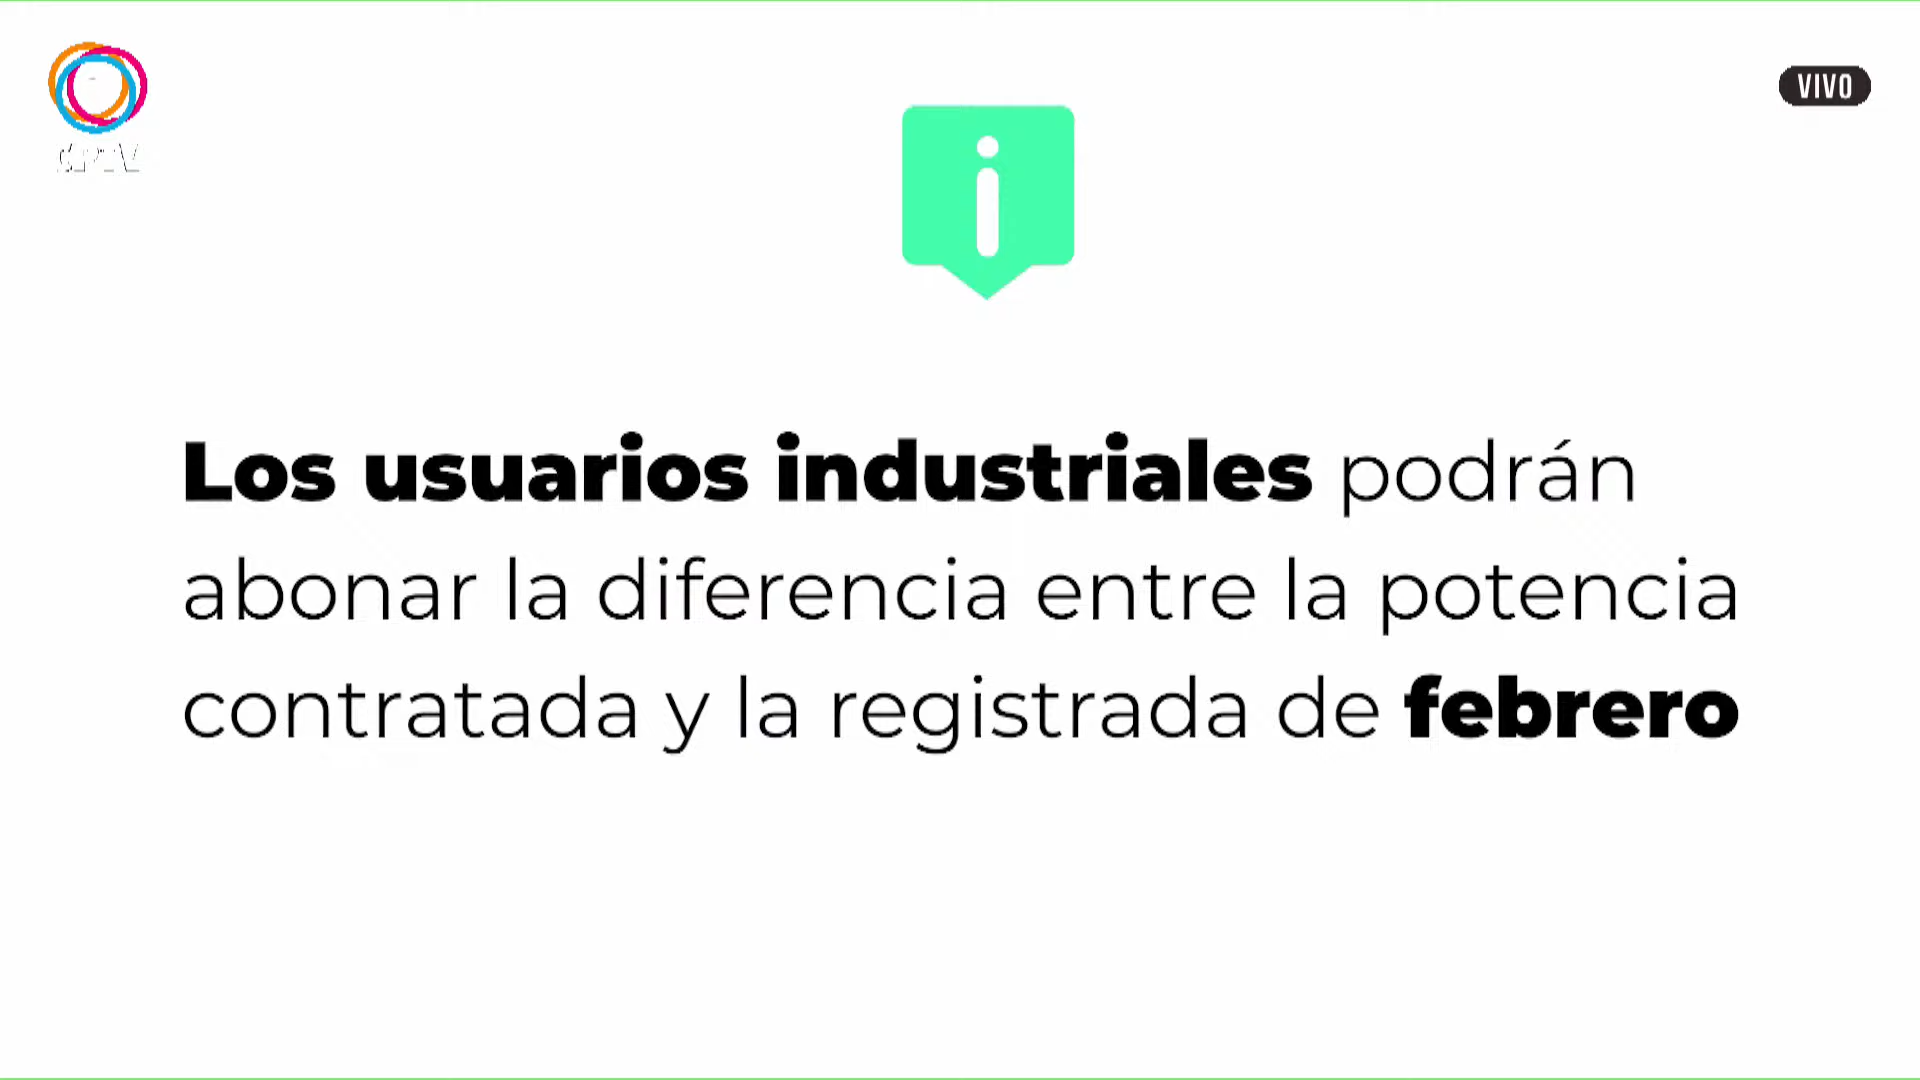 VIVO
i
Los usuarios industriales podrán
abonar la diferencia entre la potencia
contratada y la registrada de febrero